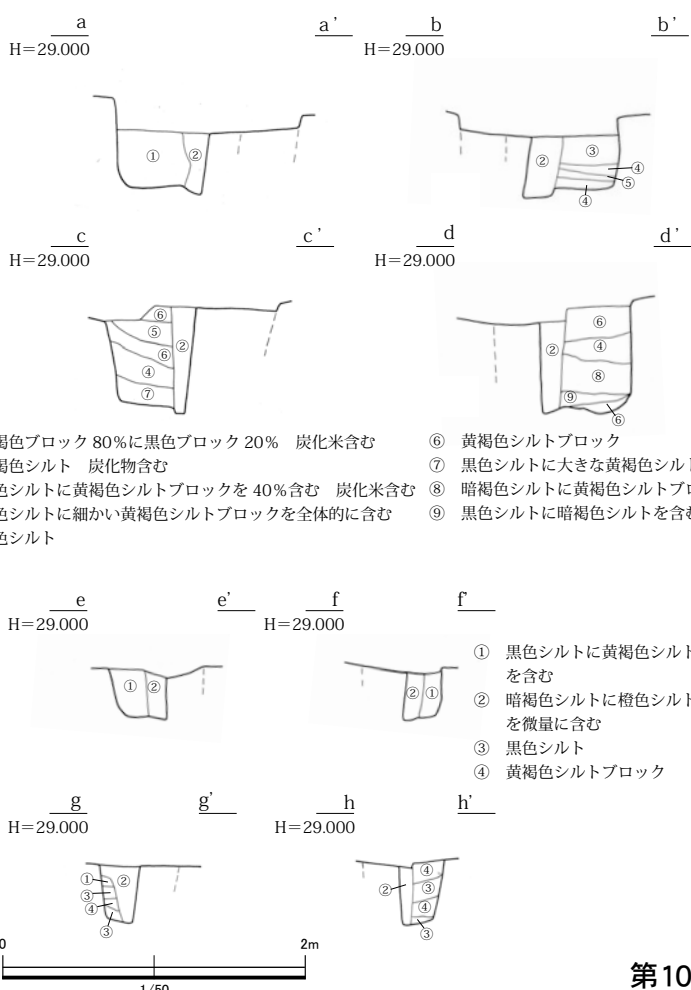 a a’ b b’
H=29.000 H=29.000
① ② ② ③ ④ ⑤ ④
c c’ d d’
H=29.000 H=29.000
⑥ ⑤ ⑥ ② ④ ⑦ ② ⑥ ④ ⑧ ⑨ ⑥
褐色ブロック 80%に黒色ブロック 20% 炭化米含む
褐色シルト 炭化物含む
色シルトに黄褐色シルトブロックを 40%含む 炭化米含む
色シルトに細かい黄褐色シルトブロックを全体的に含む
色シルト
⑥ 黄褐色シルトブロック
⑦ 黒色シルトに大きな黄褐色シル
⑧ 暗褐色シルトに黄褐色シルトブロ
⑨ 黒色シルトに暗褐色シルトを含
e e’ f f’
H=29.000 H=29.000
① ② ② ①
① 黒色シルトに黄褐色シルト
を含む
② 暗褐色シルトに橙色シルト
を微量に含む
③ 黒色シルト
④ 黄褐色シルトブロック
g g’ h h’
H=29.000 H=29.000
① ② ③ ④ ③ ② ④ ③ ④ ③
0 2m
1/50
第10